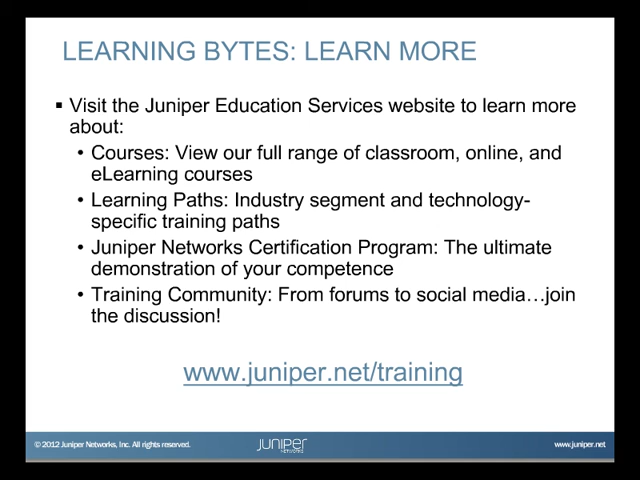 LEARNING BYTES: LEARN MORE
▪ Visit the Juniper Education Services website to learn more
about:
• Courses: View our full range of classroom, online, and
eLearning courses
• Learning Paths: Industry segment and technology-
specific training paths
• Juniper Networks Certification Program: The ultimate
demonstration of your competence
• Training Community: From forums to social media…join
the discussion!
www.juniper.net/training
© 2012 Juniper Networks, Inc. All rights reserved.
JUNIPER
NETWORKS
www.juniper.net